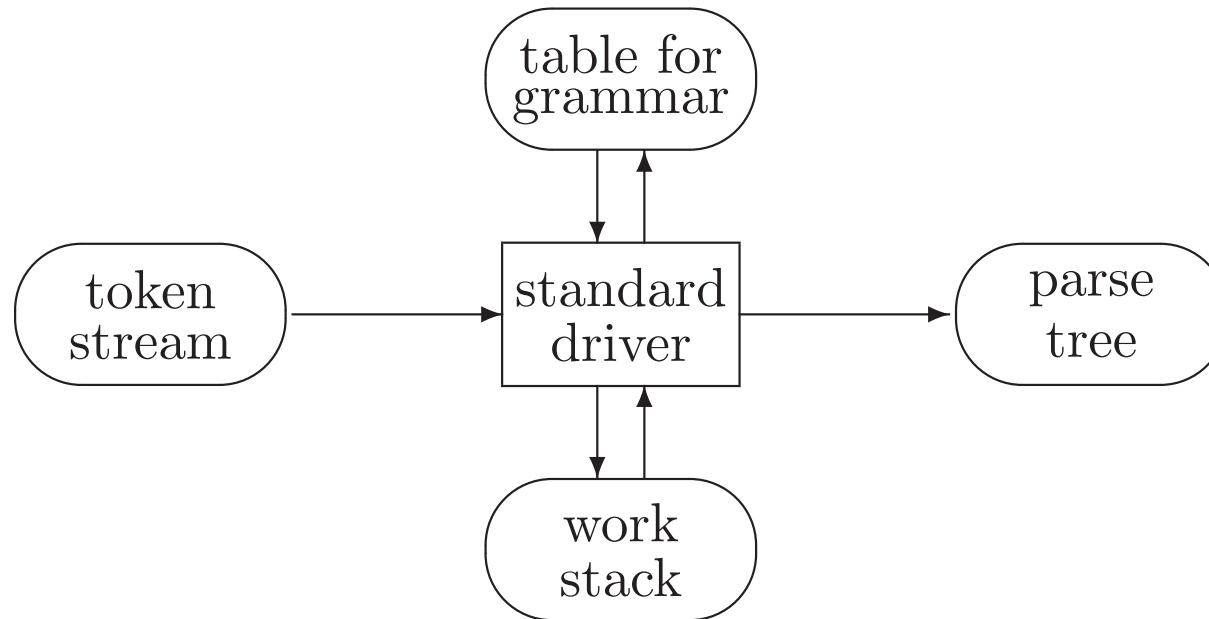 table for
grammar
token
stream
standard
driver
parse
tree
work
stack